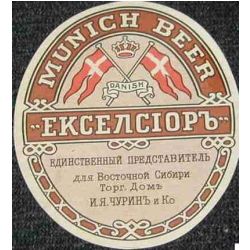 MUNICH BEER
DANISH
„ЕКСЕЛСІОРЪ"
ЕДИНСТВЕННЫЙ ПРЕДСТАВИТЕЛЬ
для Восточной Сибири
Торг. Домъ
И.Я.ЧУРИНЪ и Ко